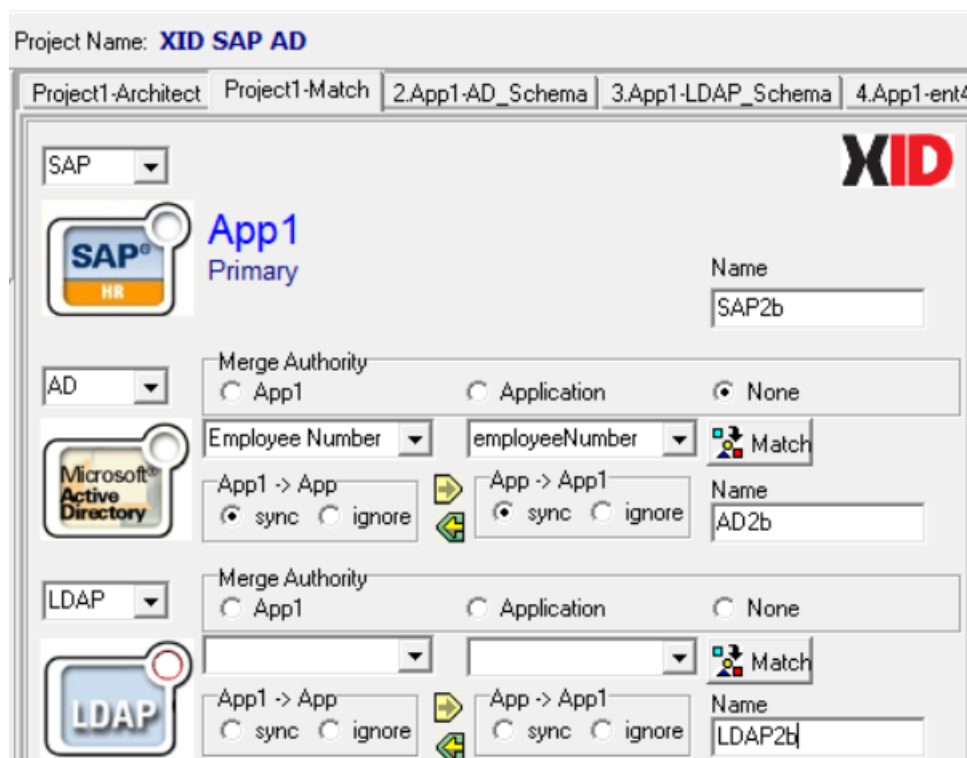 Project Name: XID SAP AD
Project1-Architect Project1-Match 2.App1-AD_Schema 3.App1-LDAP_Schema 4.App1-ent4
SAP
XID
SAP® HR
App1
Primary
Name
SAP2b
AD
Merge Authority
App1 Application None
Microsoft® Active Directory
Employee Number employeeNumber Match
App1 -> App App -> App1
sync ignore sync ignore
Name
AD2b
LDAP
Merge Authority
App1 Application None
LDAP
Match
App1 -> App App -> App1
sync ignore sync ignore
Name
LDAP2b